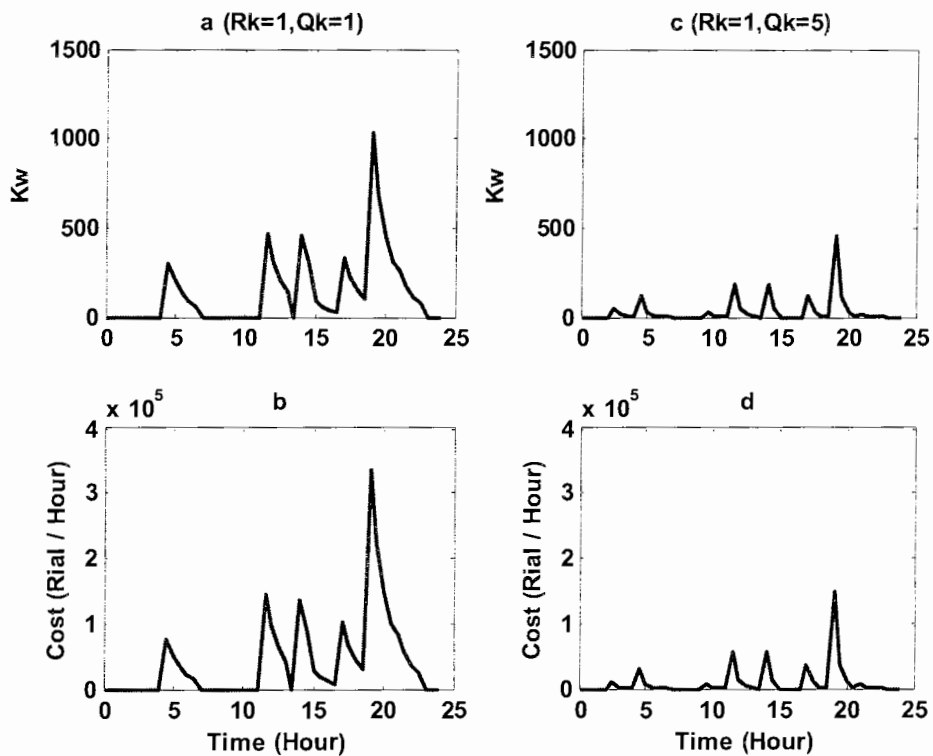 a (Rk=1,Qk=1)
1500
1000
500
0
Kw
0 5 10 15 20 25
c (Rk=1,Qk=5)
1500
1000
500
0
Kw
0 5 10 15 20 25
x 10^5
b
4
3
2
1
0
Cost (Rial / Hour)
0 5 10 15 20 25
Time (Hour)
x 10^5
d
4
3
2
1
0
Cost (Rial / Hour)
0 5 10 15 20 25
Time (Hour)